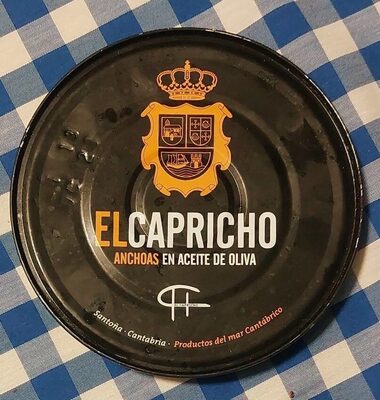 ELCAPRICHO
ANCHOAS EN ACEITE DE OLIVA
Santoña · Cantabria · Productos del mar Cantábrico